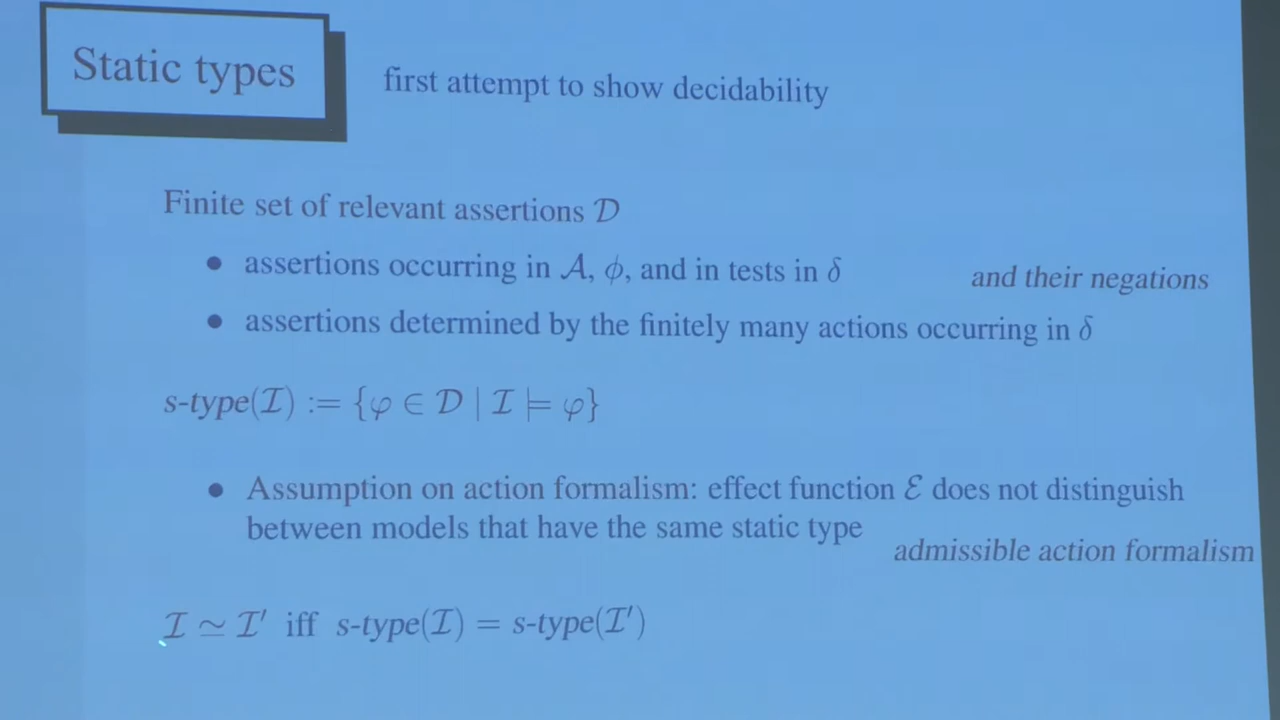 Static types
first attempt to show decidability
Finite set of relevant assertions 𝒟
• assertions occurring in 𝒜, ϕ, and in tests in δ
and their negations
• assertions determined by the finitely many actions occurring in δ
s-type(ℐ) := {φ ∈ 𝒟 | ℐ ⊨ φ}
• Assumption on action formalism: effect function ℰ does not distinguish
between models that have the same static type
admissible action formalism
ℐ ≃ ℐ′ iff s-type(ℐ) = s-type(ℐ′)